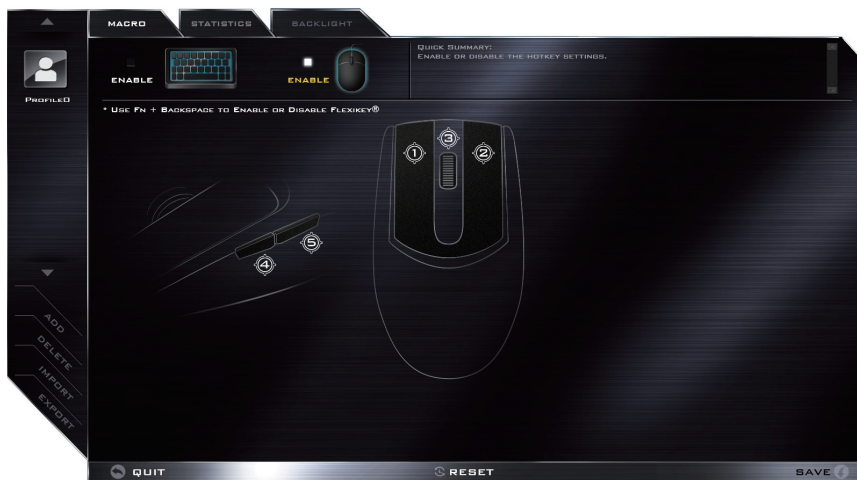 MACRO
STATISTICS
BACKLIGHT
PROFILE0
ENABLE
ENABLE
QUICK SUMMARY:
ENABLE OR DISABLE THE HOTKEY SETTINGS.
* USE FN + BACKSPACE TO ENABLE OR DISABLE FLEXIKEY®
1
3
2
4
5
ADD
DELETE
IMPORT
EXPORT
QUIT
RESET
SAVE